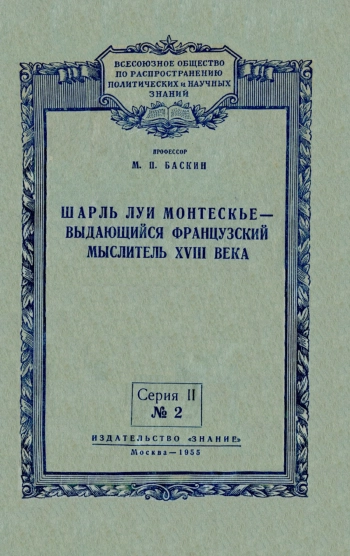 ВСЕСОЮЗНОЕ ОБЩЕСТВО
ПО РАСПРОСТРАНЕНИЮ
ПОЛИТИЧЕСКИХ и НАУЧНЫХ
ЗНАНИЙ
ПРОФЕССОР
М. П. БАСКИН
ШАРЛЬ ЛУИ МОНТЕСКЬЕ—
ВЫДАЮЩИЙСЯ ФРАНЦУЗСКИЙ
МЫСЛИТЕЛЬ XVIII ВЕКА
Серия II
№ 2
ИЗДАТЕЛЬСТВО «ЗНАНИЕ»
Москва—1955